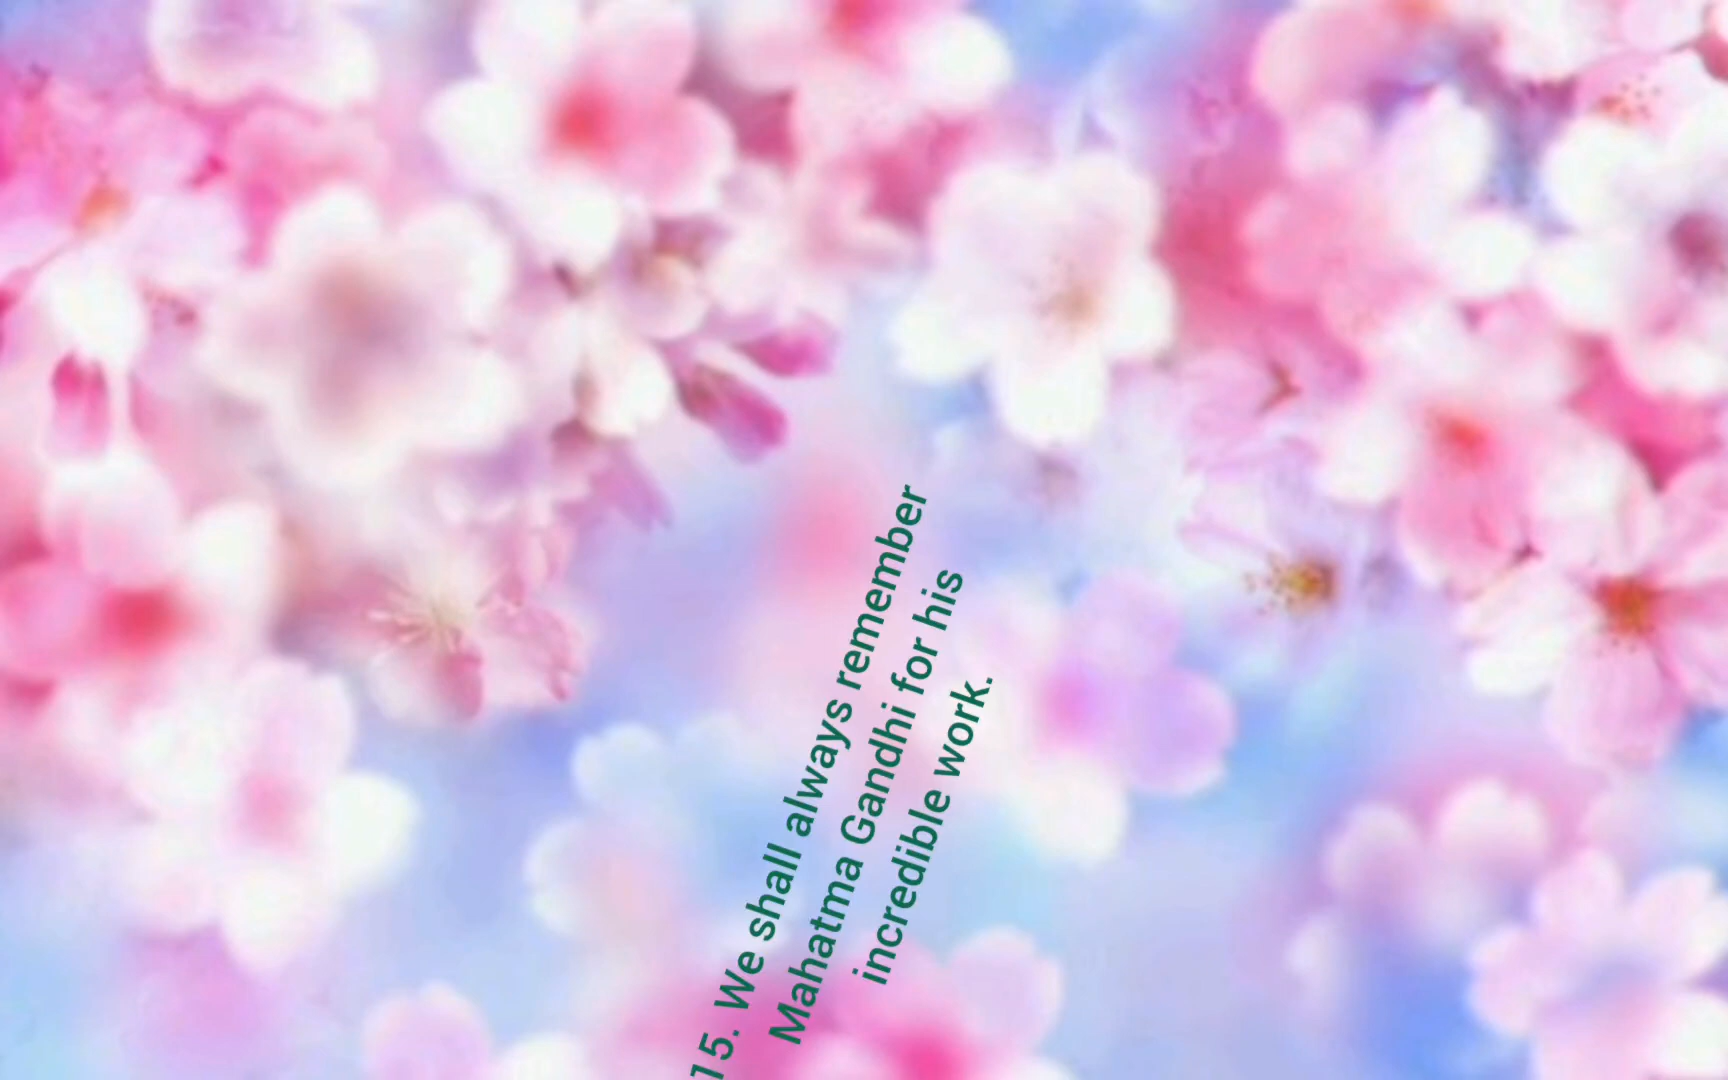 15. We shall always remember
Mahatma Gandhi for his
incredible work.